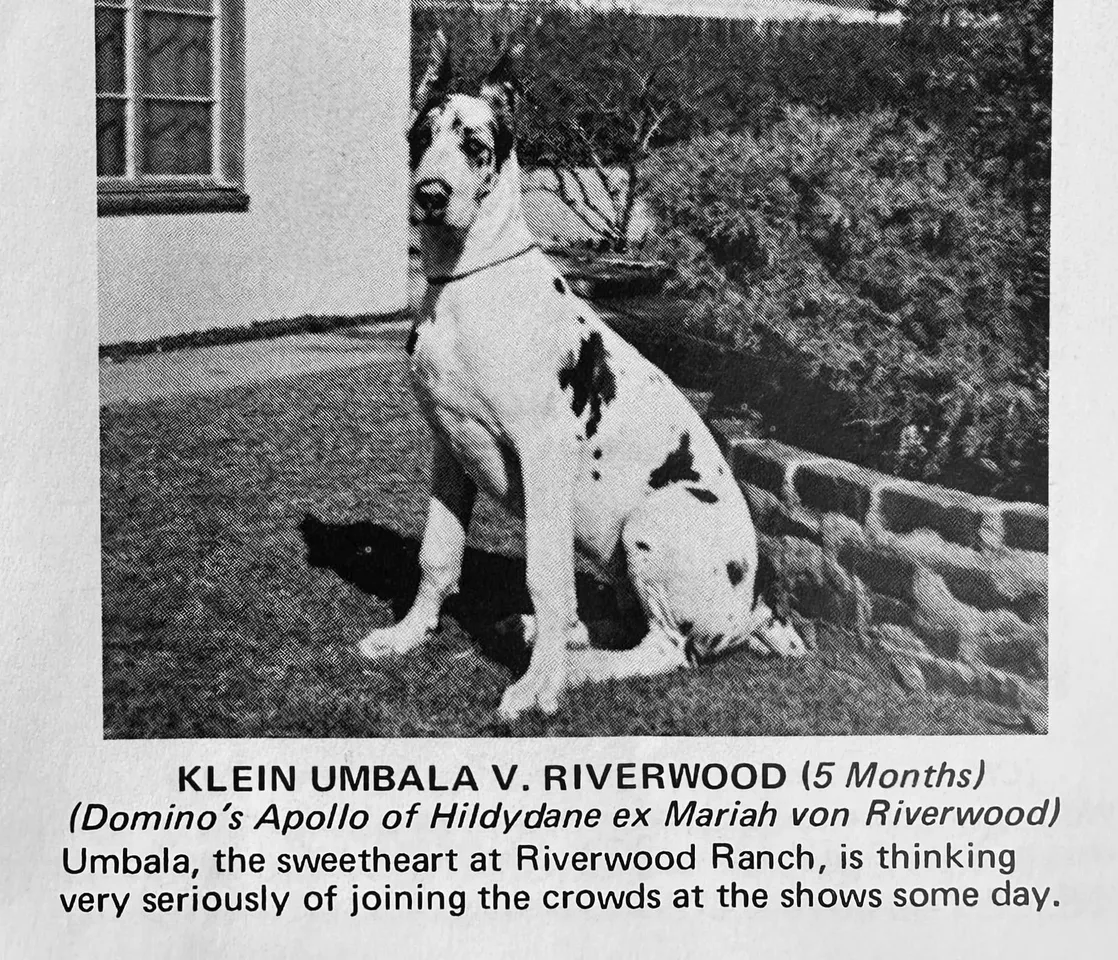 KLEIN UMBALA V. RIVERWOOD (5 Months)
(Domino's Apollo of Hildydane ex Mariah von Riverwood)
Umbala, the sweetheart at Riverwood Ranch, is thinking
very seriously of joining the crowds at the shows some day.